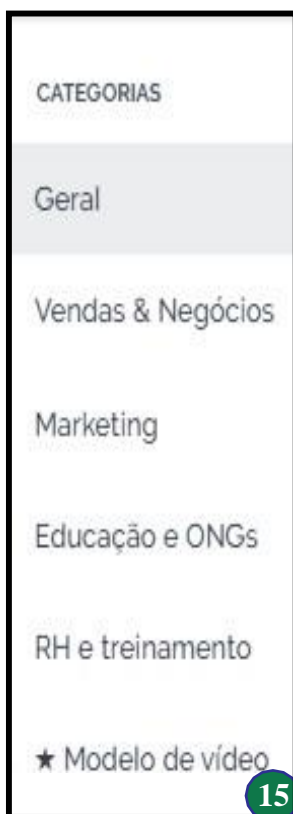 CATEGORIAS
Geral
Vendas & Negócios
Marketing
Educação e ONGs
RH e treinamento
★ Modelo de vídeo
15